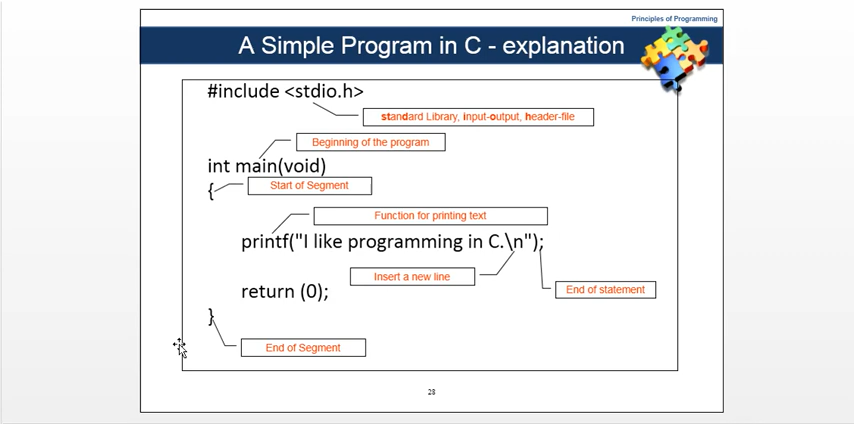 Principles of Programming
A Simple Program in C - explanation
#include <stdio.h>
standard Library, input-output, header-file
Beginning of the program
int main(void)
{
Start of Segment
Function for printing text
printf("I like programming in C.\n");
Insert a new line
End of statement
return (0);
}
End of Segment
28